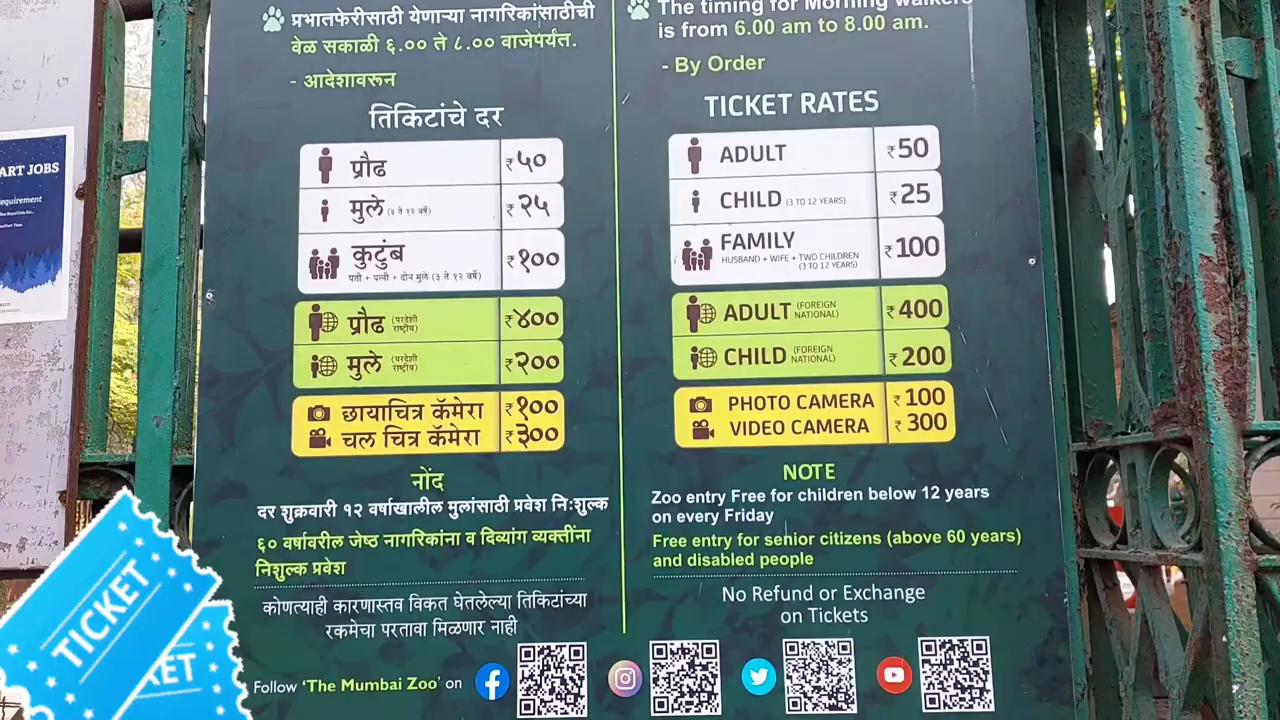 प्रभातफेरीसाठी येणाऱ्या नागरिकांसाठीची
वेळ सकाळी ६.०० ते ८.०० वाजेपर्यंत.
- आदेशावरून
तिकिटांचे दर
प्रौढ ₹५०
मुले (३ ते १२ वर्षे) ₹२५
कुटुंब ₹१००
पती + पत्नी + दोन मुले (३ ते १२ वर्षे)
प्रौढ (परदेशी राष्ट्रीय) ₹४००
मुले (परदेशी राष्ट्रीय) ₹२००
छायाचित्र कॅमेरा ₹१००
चल चित्र कॅमेरा ₹३००
नोंद
दर शुक्रवारी १२ वर्षाखालील मुलांसाठी प्रवेश नि:शुल्क
६० वर्षावरील जेष्ठ नागरिकांना व दिव्यांग व्यक्तींना
निशुल्क प्रवेश
कोणत्याही कारणास्तव विकत घेतलेल्या तिकिटांच्या
रकमेचा परतावा मिळणार नाही
The timing for Morning walkers
is from 6.00 am to 8.00 am.
- By Order
TICKET RATES
ADULT ₹50
CHILD (3 TO 12 YEARS) ₹25
FAMILY ₹100
HUSBAND + WIFE + TWO CHILDREN
(3 TO 12 YEARS)
ADULT (FOREIGN NATIONAL) ₹400
CHILD (FOREIGN NATIONAL) ₹200
PHOTO CAMERA ₹100
VIDEO CAMERA ₹300
NOTE
Zoo entry Free for children below 12 years
on every Friday
Free entry for senior citizens (above 60 years)
and disabled people
No Refund or Exchange
on Tickets
Follow 'The Mumbai Zoo' on
ART JOBS
equirement
TICKET
KET